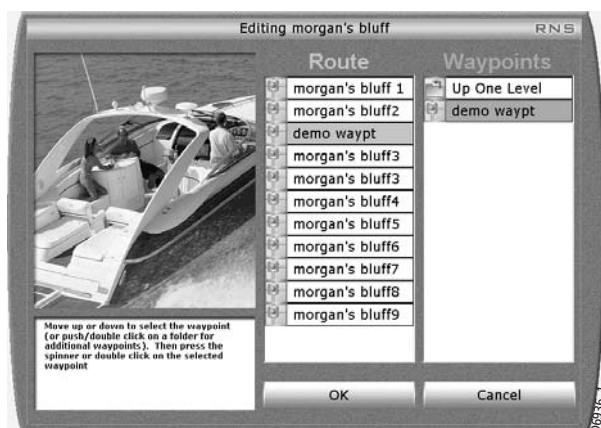 Editing morgan's bluff
RNS
Route
morgan's bluff 1
morgan's bluff2
demo waypt
morgan's bluff3
morgan's bluff3
morgan's bluff4
morgan's bluff5
morgan's bluff6
morgan's bluff7
morgan's bluff8
morgan's bluff9
Waypoints
Up One Level
demo waypt
Move up or down to select the waypoint
(or push/double click on a folder for
additional waypoints). Then press the
spinner or double click on the selected
waypoint
OK
Cancel